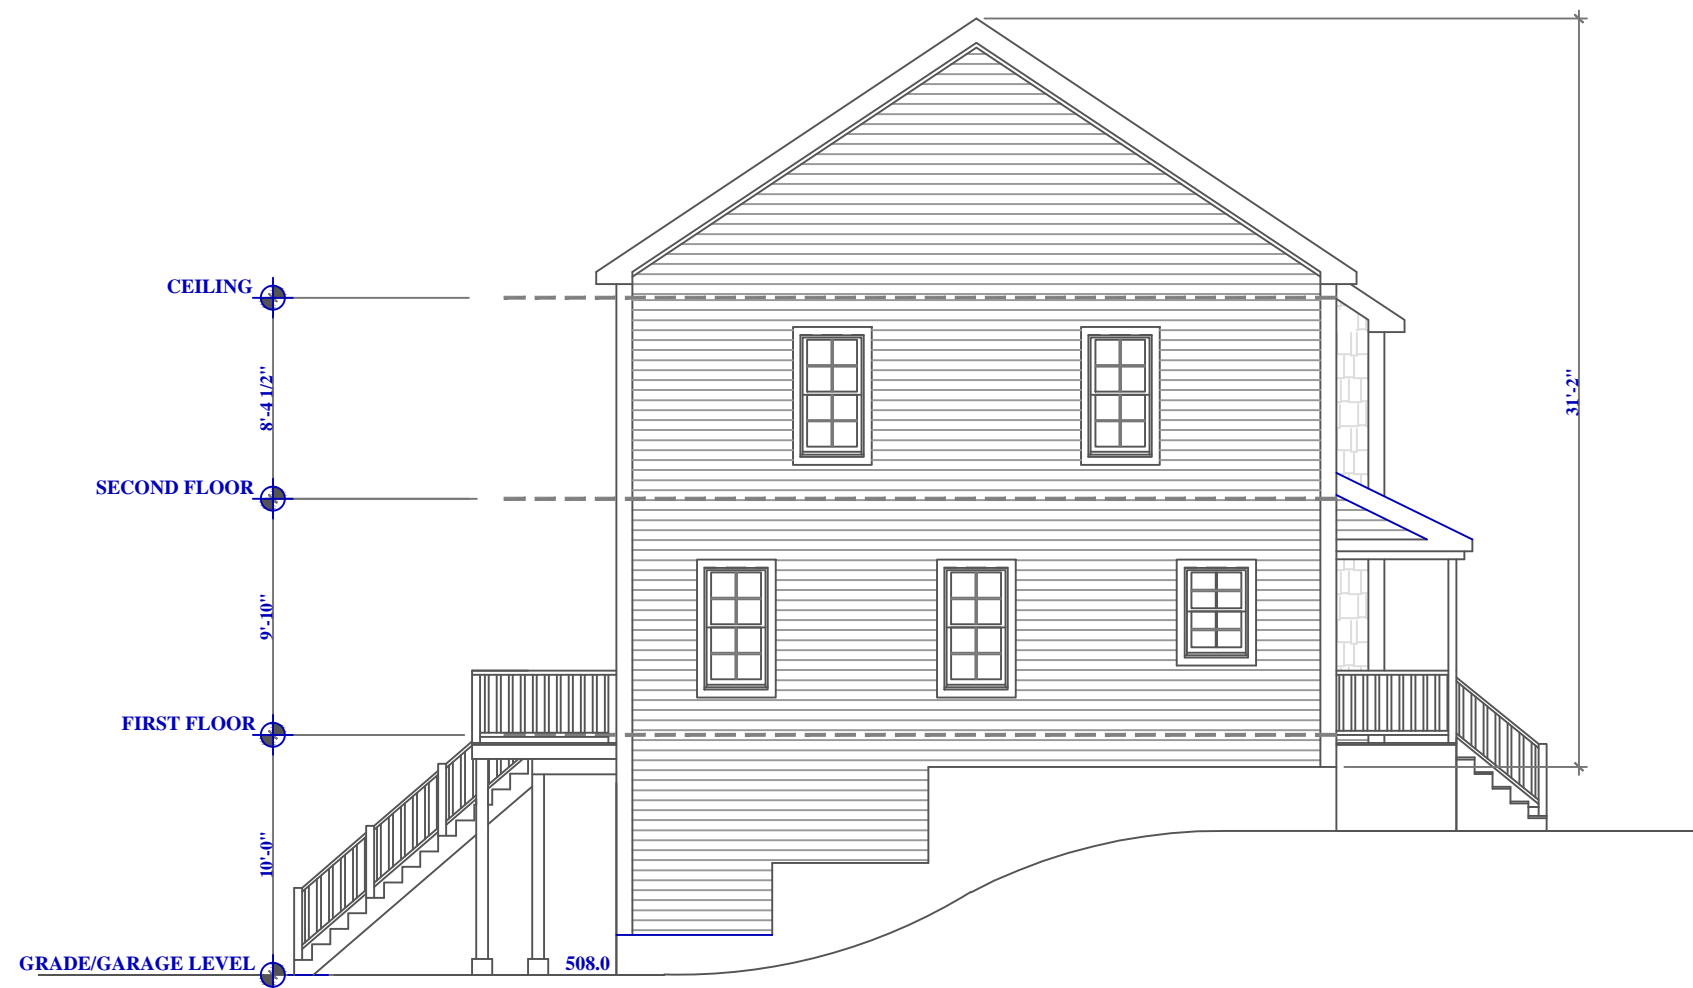 CEILING
8'-4 1/2"
31'-2"
SECOND FLOOR
9'-10"
FIRST FLOOR
10'-0"
GRADE/GARAGE LEVEL
508.0